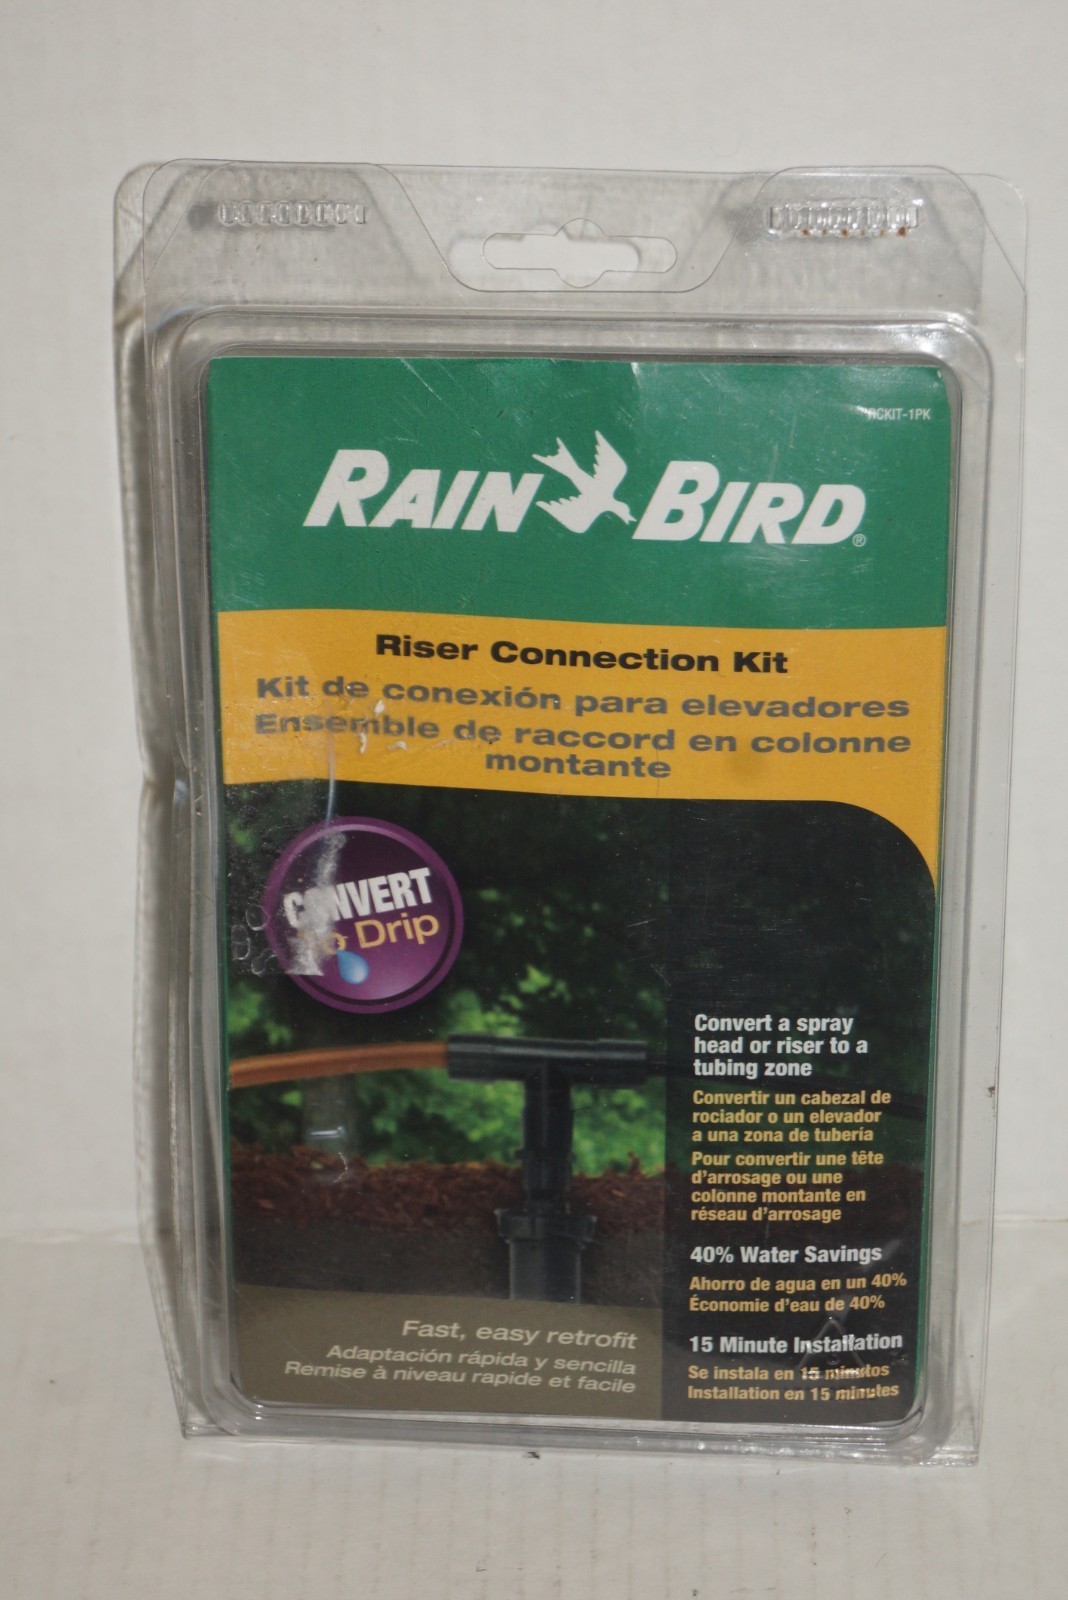 RCKIT-1PK
RAIN BIRD®
Riser Connection Kit
Kit de conexión para elevadores
Ensemble de raccord en colonne
montante
CONVERT
To Drip
Convert a spray
head or riser to a
tubing zone
Convertir un cabezal de
rociador o un elevador
a una zona de tubería
Pour convertir une tête
d'arrosage ou une
colonne montante en
réseau d'arrosage
40% Water Savings
Ahorro de agua en un 40%
Économie d'eau de 40%
15 Minute Installation
Se instala en 15 minutos
Installation en 15 minutes
Fast, easy retrofit
Adaptación rápida y sencilla
Remise à niveau rapide et facile